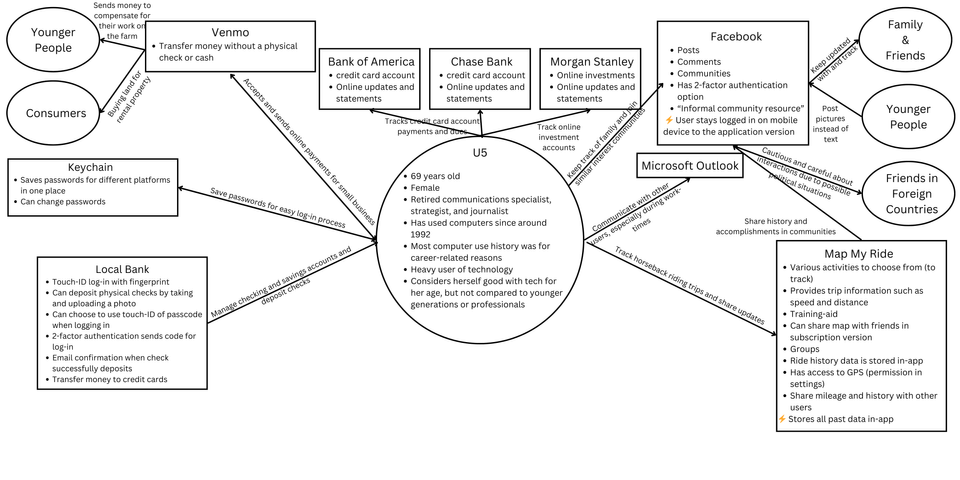 Sends money to
compensate for
their work on
the farm
Younger
People
Consumers
Buying land for
rental property
Venmo
• Transfer money without a physical
check or cash
Bank of America
• credit card account
• Online updates and
statements
Chase Bank
• credit card account
• Online updates and
statements
Morgan Stanley
• Online investments
• Online updates and
statements
Facebook
• Posts
• Comments
• Communities
• Has 2-factor authentication
option
• "Informal community resource"
⚡ User stays logged in on mobile
device to the application version
Keep updated
with and track
Family
&
Friends
Younger
People
Post
pictures
instead of
text
Friends in
Foreign
Countries
Cautious and careful about
interactions due to possible
political situations
Microsoft Outlook
Share history and
accomplishments in communities
Keychain
• Saves passwords for different platforms
in one place
• Can change passwords
Save passwords for easy log-in process
Accepts and sends online payments for small business
Tracks credit card account
payments and docs
Track online
investment
accounts
Keep track of family and join
similar interest communities
Communicate with other
users, especially during work-
times
Track horseback riding trips and share updates
Manage checking and savings accounts and
deposit checks
Local Bank
• Touch-ID log-in with fingerprint
• Can deposit physical checks by taking
and uploading a photo
• Can choose to use touch-ID of passcode
when logging in
• 2-factor authentication sends code for
log-in
• Email confirmation when check
successfully deposits
• Transfer money to credit cards
U5
• 69 years old
• Female
• Retired communications specialist,
strategist, and journalist
• Has used computers since around
1992
• Most computer use history was for
career-related reasons
• Heavy user of technology
• Considers herself good with tech for
her age, but not compared to younger
generations or professionals
Map My Ride
• Various activities to choose from (to
track)
• Provides trip information such as
speed and distance
• Training-aid
• Can share map with friends in
subscription version
• Groups
• Ride history data is stored in-app
• Has access to GPS (permission in
settings)
• Share mileage and history with other
users
⚡ Stores all past data in-app